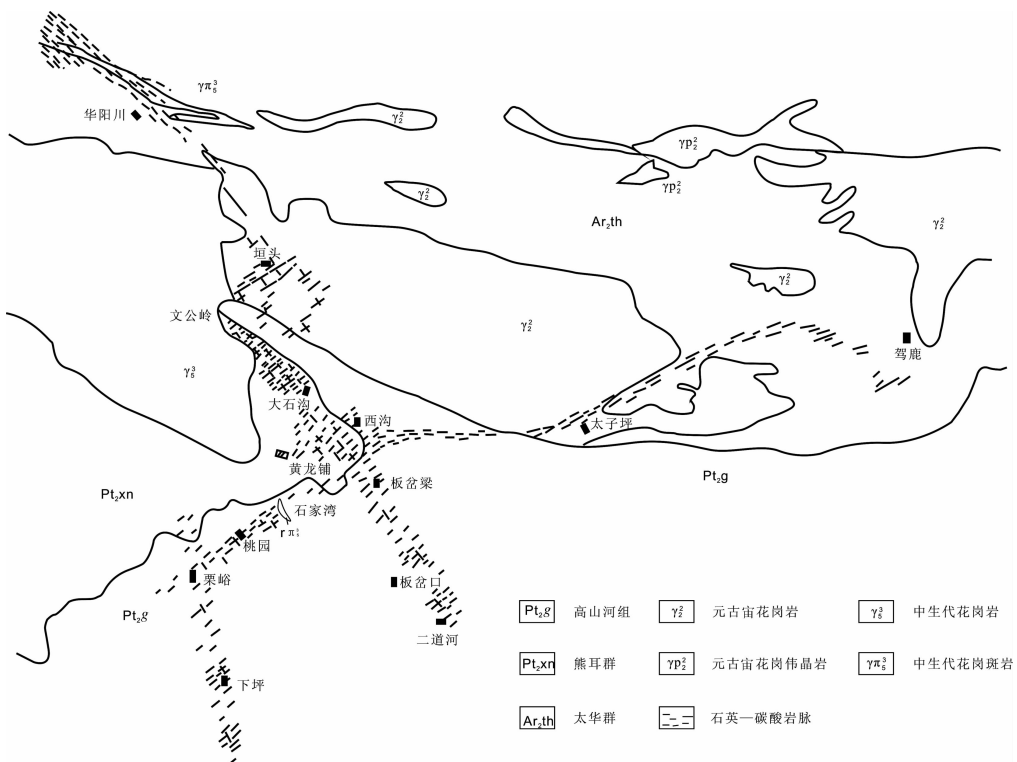 γπ₅³
华阳川
γ₂²
γp₂²
γp₂²
γ₂²
Ar₂th
γ₂²
垣头
γ₂²
文公岭
γ₂²
驾鹿
γ₅³
大石沟
西沟
太子坪
黄龙铺
Pt₂g
板岔梁
Pt₂xn
石家湾
rπ₅³
桃园
栗峪
板岔口
Pt₂g
二道河
下坪
Pt₂g 高山河组 γ₂² 元古宙花岗岩 γ₅³ 中生代花岗岩
Pt₂xn 熊耳群 γp₂² 元古宙花岗伟晶岩 γπ₅³ 中生代花岗斑岩
Ar₂th 太华群 石英—碳酸岩脉